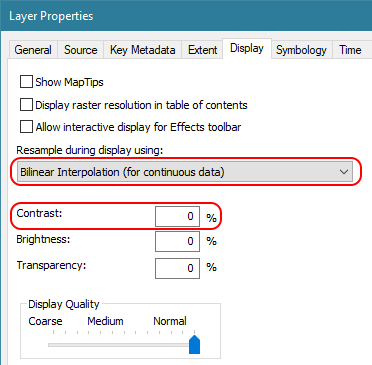 Layer Properties
General Source Key Metadata Extent Display Symbology Time
Show MapTips
Display raster resolution in table of contents
Allow interactive display for Effects toolbar
Resample during display using:
Bilinear Interpolation (for continuous data)
Contrast: 0 %
Brightness: 0 %
Transparency: 0 %
Display Quality
Coarse Medium Normal